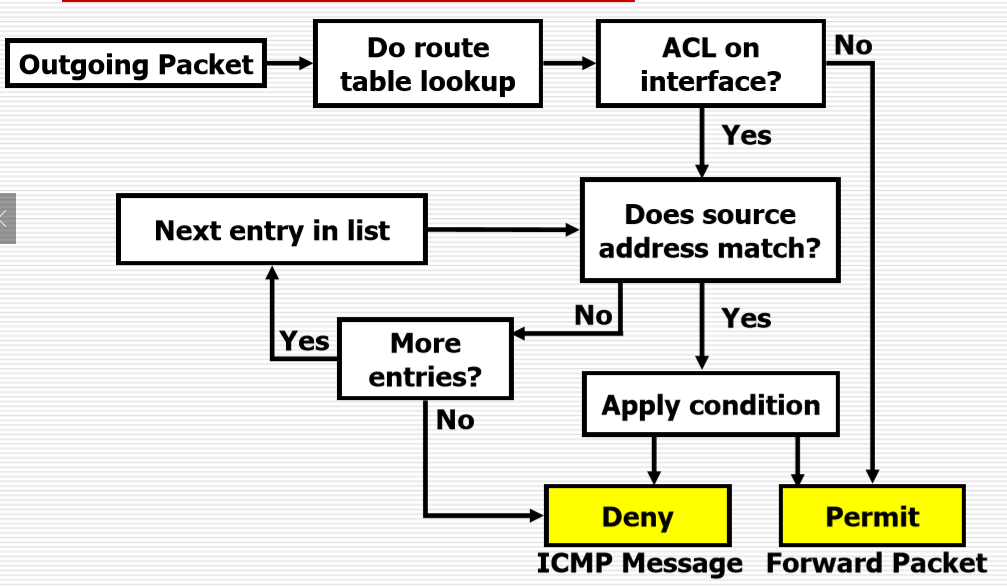 Outgoing Packet
Do route
table lookup
ACL on
interface?
No
Yes
Next entry in list
Does source
address match?
No
Yes
Yes
More
entries?
Apply condition
No
Deny
Permit
ICMP Message
Forward Packet